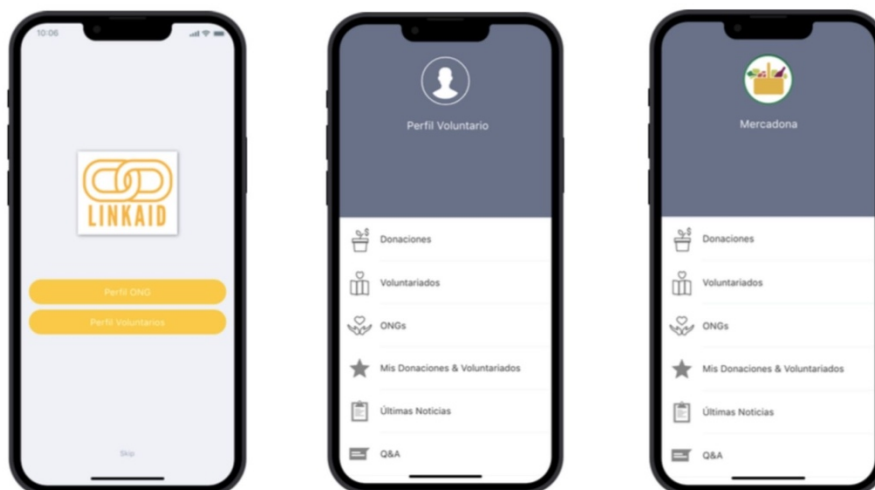 10:06
LINKAID
Perfil ONG
Perfil Voluntarios
Skip
Perfil Voluntario
Donaciones
Voluntariados
ONGs
Mis Donaciones & Voluntariados
Últimas Noticias
Q&A
Mercadona
Donaciones
Voluntariados
ONGs
Mis Donaciones & Voluntariados
Últimas Noticias
Q&A